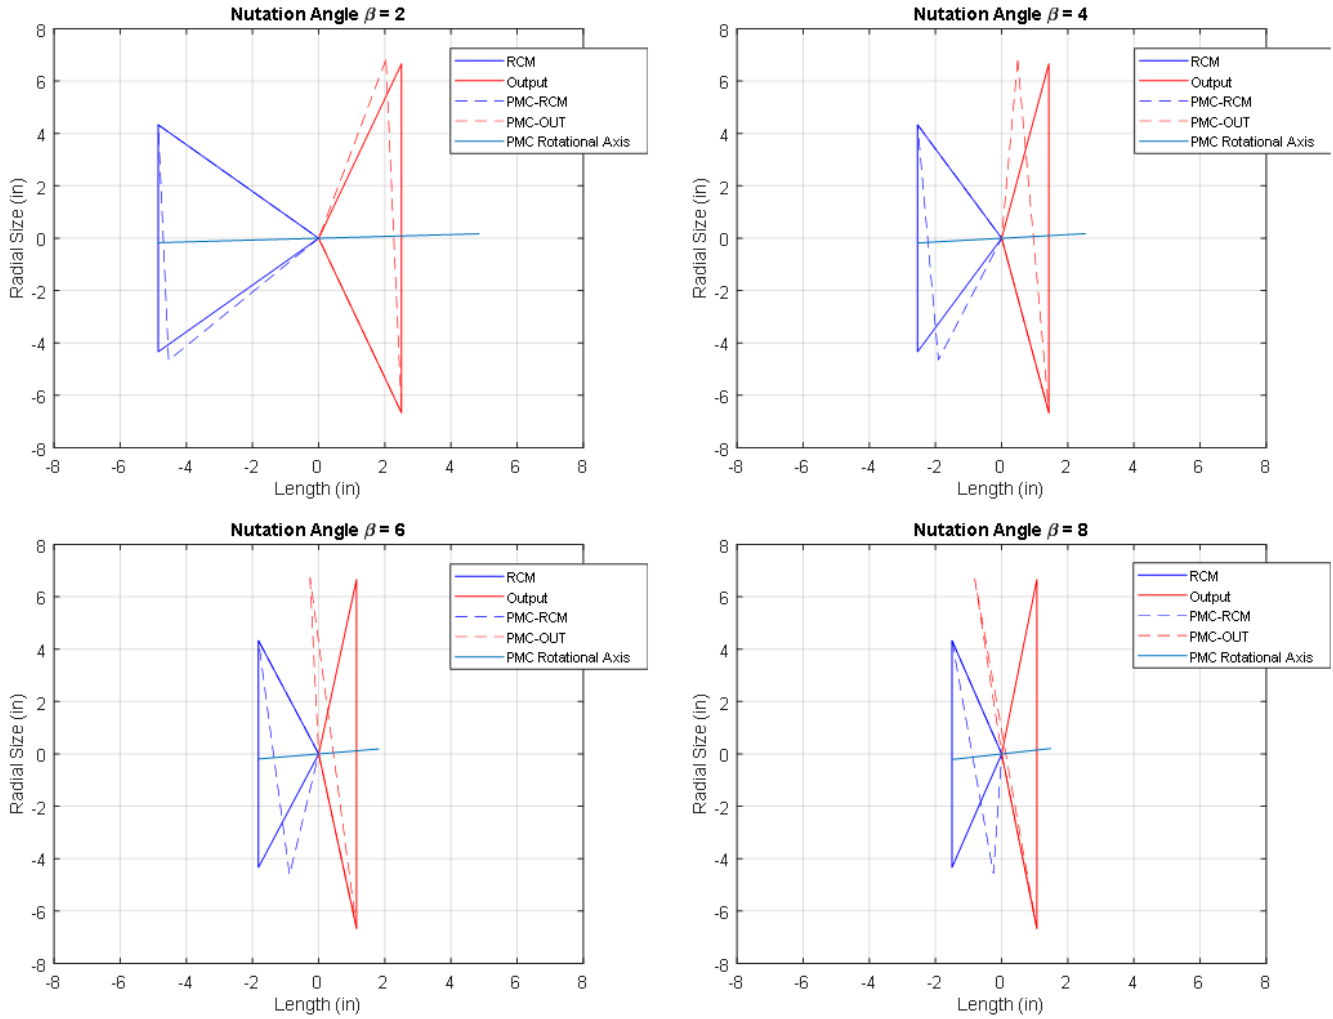 Nutation Angle β = 2
8
6
4
2
0
-2
-4
-6
-8
Radial Size (in)
-8 -6 -4 -2 0 2 4 6 8
Length (in)
RCM
Output
PMC-RCM
PMC-OUT
PMC Rotational Axis
Nutation Angle β = 4
8
6
4
2
0
-2
-4
-6
-8
Radial Size (in)
-8 -6 -4 -2 0 2 4 6 8
Length (in)
RCM
Output
PMC-RCM
PMC-OUT
PMC Rotational Axis
Nutation Angle β = 6
8
6
4
2
0
-2
-4
-6
-8
Radial Size (in)
-8 -6 -4 -2 0 2 4 6 8
Length (in)
RCM
Output
PMC-RCM
PMC-OUT
PMC Rotational Axis
Nutation Angle β = 8
8
6
4
2
0
-2
-4
-6
-8
Radial Size (in)
-8 -6 -4 -2 0 2 4 6 8
Length (in)
RCM
Output
PMC-RCM
PMC-OUT
PMC Rotational Axis